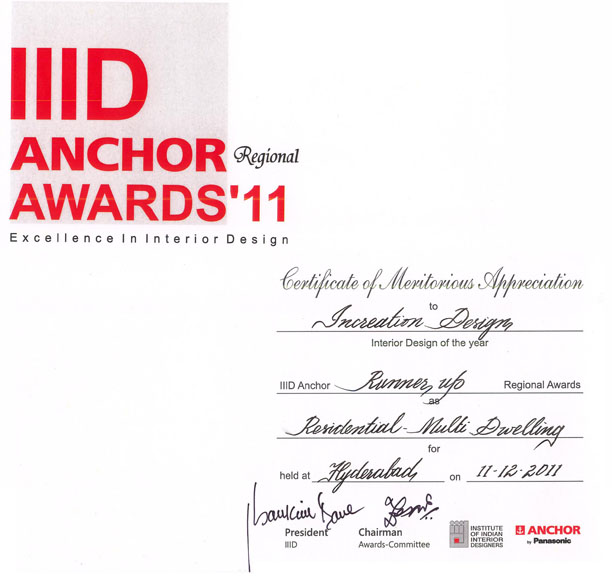 IIID
ANCHOR Regional
AWARDS'11
Excellence In Interior Design
Certificate of Meritorious Appreciation
to
Increation Design
Interior Design of the year
IIID Anchor Runner up Regional Awards
as
Residential-Multi Dwelling
for
held at Hyderabad on 11-12-2011
President Chairman
IIID Awards-Committee
INSTITUTE
OF INDIAN
INTERIOR
DESIGNERS
ANCHOR
by Panasonic